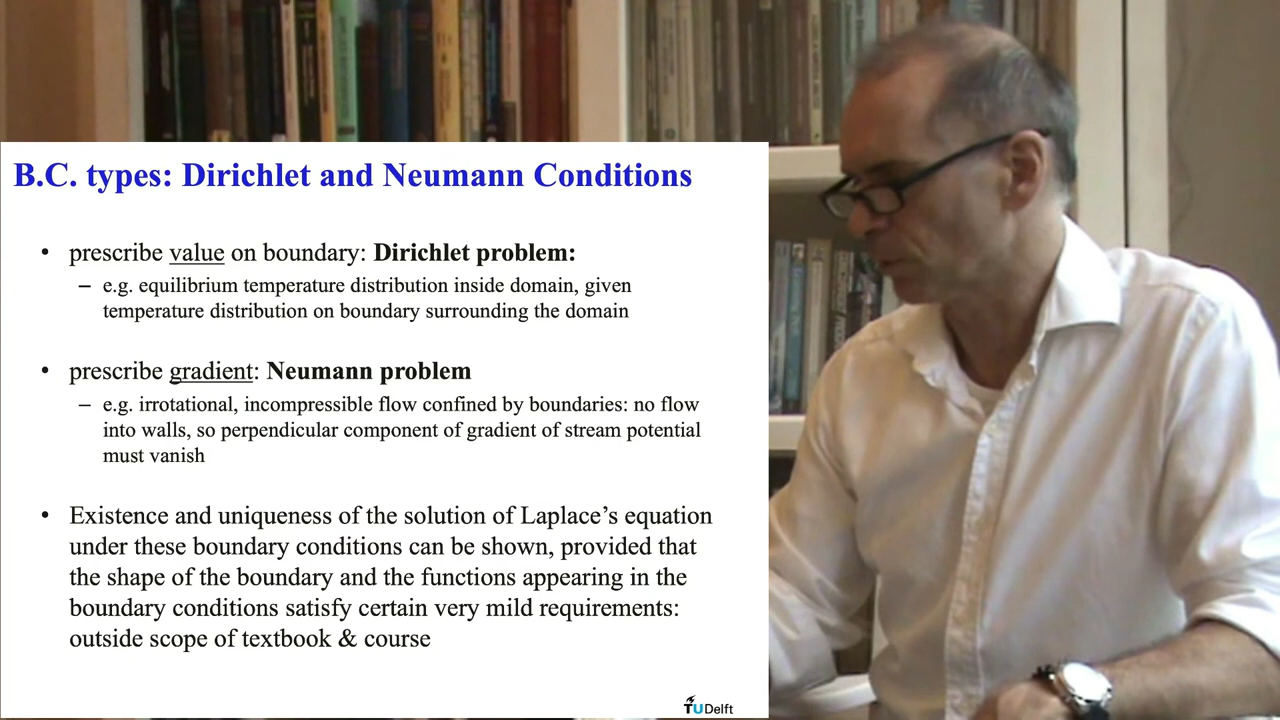 B.C. types: Dirichlet and Neumann Conditions
• prescribe value on boundary: Dirichlet problem:
– e.g. equilibrium temperature distribution inside domain, given
temperature distribution on boundary surrounding the domain
• prescribe gradient: Neumann problem
– e.g. irrotational, incompressible flow confined by boundaries: no flow
into walls, so perpendicular component of gradient of stream potential
must vanish
• Existence and uniqueness of the solution of Laplace’s equation
under these boundary conditions can be shown, provided that
the shape of the boundary and the functions appearing in the
boundary conditions satisfy certain very mild requirements:
outside scope of textbook & course
TUDelft